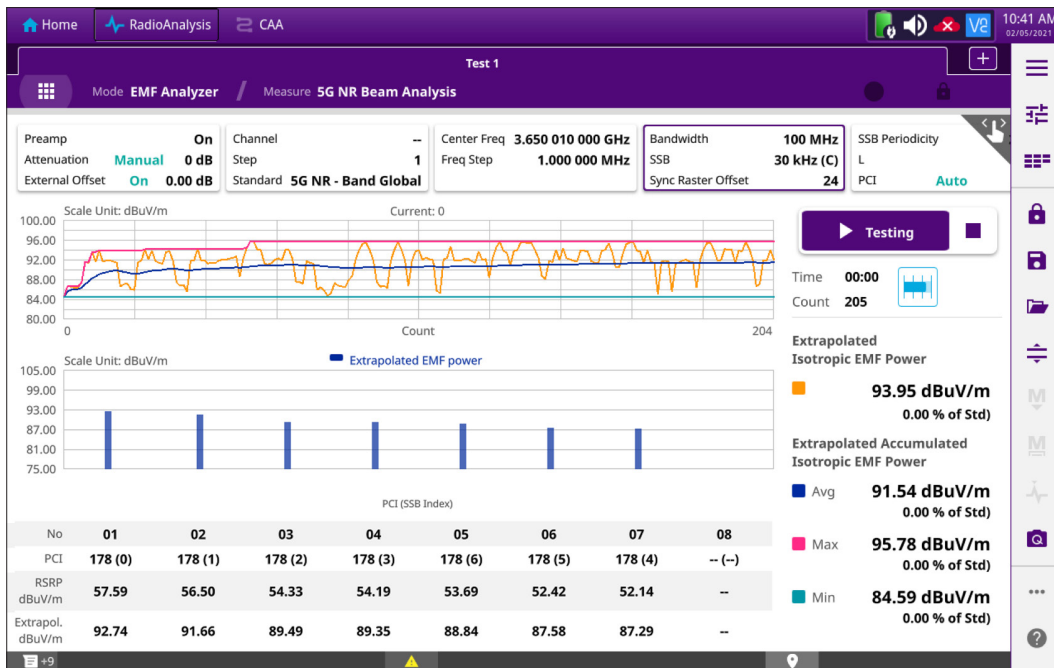 Home RadioAnalysis CAA 10:41 AM
02/05/2021
Test 1 +
Mode EMF Analyzer / Measure 5G NR Beam Analysis
Preamp On Channel -- Center Freq 3.650 010 000 GHz Bandwidth 100 MHz SSB Periodicity
Attenuation Manual 0 dB Step 1 Freq Step 1.000 000 MHz SSB 30 kHz (C) L
External Offset On 0.00 dB Standard 5G NR - Band Global Sync Raster Offset 24 PCI Auto
Scale Unit: dBuV/m Current: 0
100.00
96.00
92.00
88.00
84.00
80.00
0 Count 204
Testing
Time 00:00
Count 205
Scale Unit: dBuV/m Extrapolated EMF power
105.00
99.00
93.00
87.00
81.00
75.00
PCI (SSB Index)
Extrapolated
Isotropic EMF Power
93.95 dBuV/m
0.00 % of Std)
Extrapolated Accumulated
Isotropic EMF Power
Avg 91.54 dBuV/m
0.00 % of Std)
Max 95.78 dBuV/m
0.00 % of Std)
Min 84.59 dBuV/m
0.00 % of Std)
No 01 02 03 04 05 06 07 08
PCI 178 (0) 178 (1) 178 (2) 178 (3) 178 (6) 178 (5) 178 (4) -- (--)
RSRP
dBuV/m 57.59 56.50 54.33 54.19 53.69 52.42 52.14 --
Extrapol.
dBuV/m 92.74 91.66 89.49 89.35 88.84 87.58 87.29 --
+9
M
M